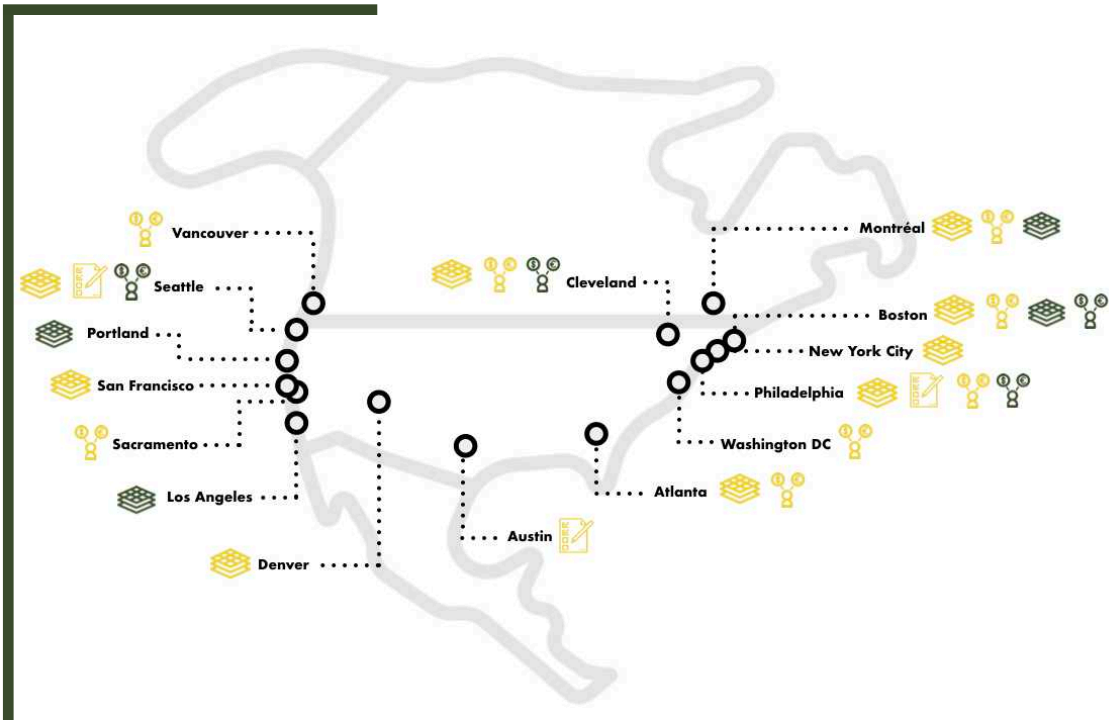 Vancouver
Montréal
Seattle
Cleveland
Boston
Portland
New York City
San Francisco
Philadelphia
Sacramento
Washington DC
Los Angeles
Atlanta
Austin
Denver